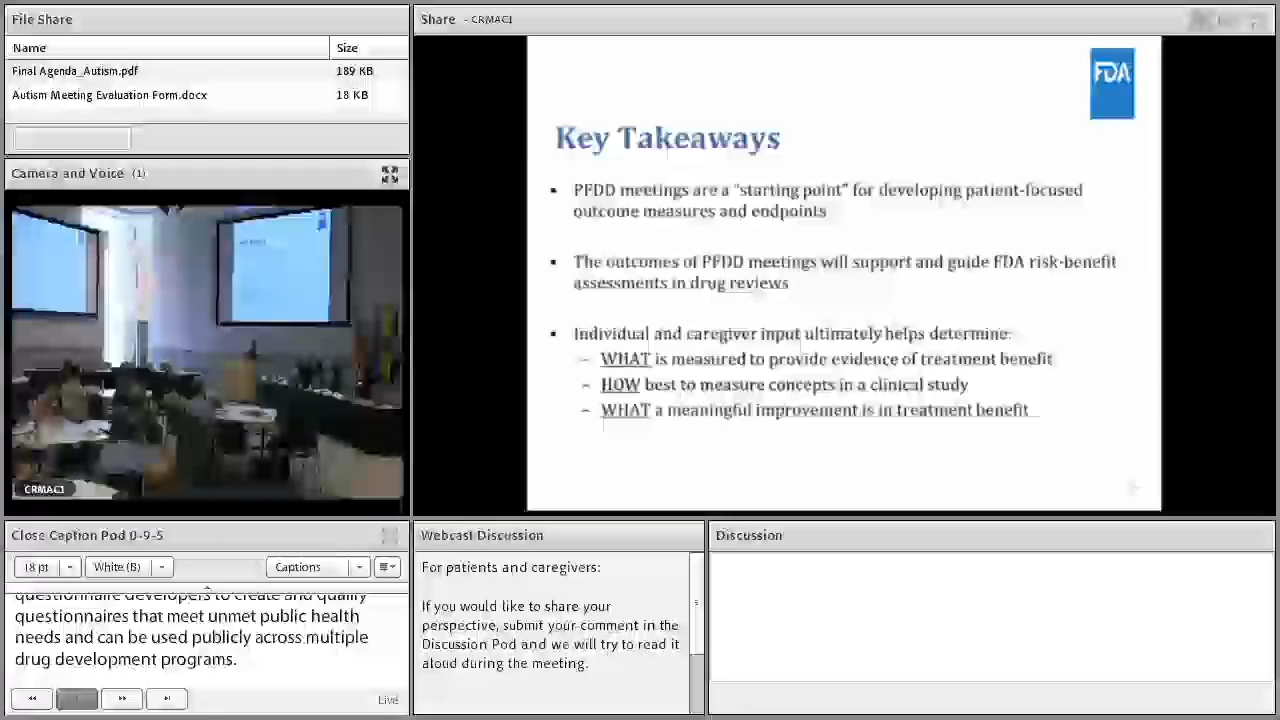 File Share
Name Size
Final Agenda_Autism.pdf 189 KB
Autism Meeting Evaluation Form.docx 18 KB
Camera and Voice (1)
CRMAC1
Close Caption Pod 0-9-5
18 pt White (B) Captions
questionnaire developers to create and qualify
questionnaires that meet unmet public health
needs and can be used publicly across multiple
drug development programs.
Live
Share - CRMAC1
FDA
Key Takeaways
▪ PFDD meetings are a "starting point" for developing patient-focused
outcome measures and endpoints
▪ The outcomes of PFDD meetings will support and guide FDA risk-benefit
assessments in drug reviews
▪ Individual and caregiver input ultimately helps determine:
– WHAT is measured to provide evidence of treatment benefit
– HOW best to measure concepts in a clinical study
– WHAT a meaningful improvement is in treatment benefit
Webcast Discussion
For patients and caregivers:
If you would like to share your
perspective, submit your comment in the
Discussion Pod and we will try to read it
aloud during the meeting.
Discussion